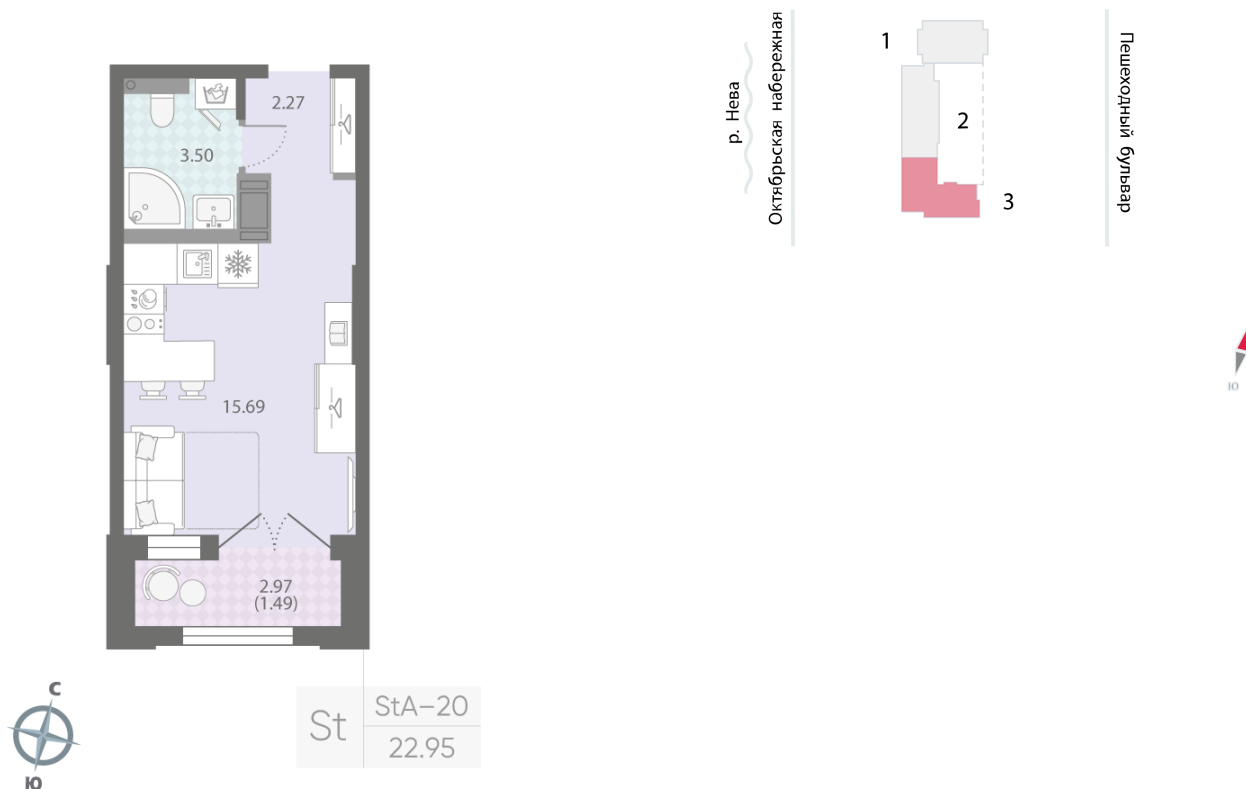 2.27
3.50
15.69
2.97
(1.49)
С
Ю
St
StA–20
22.95
р. Нева
Октябрьская набережная
1
2
3
Пешеходный бульвар
Ю